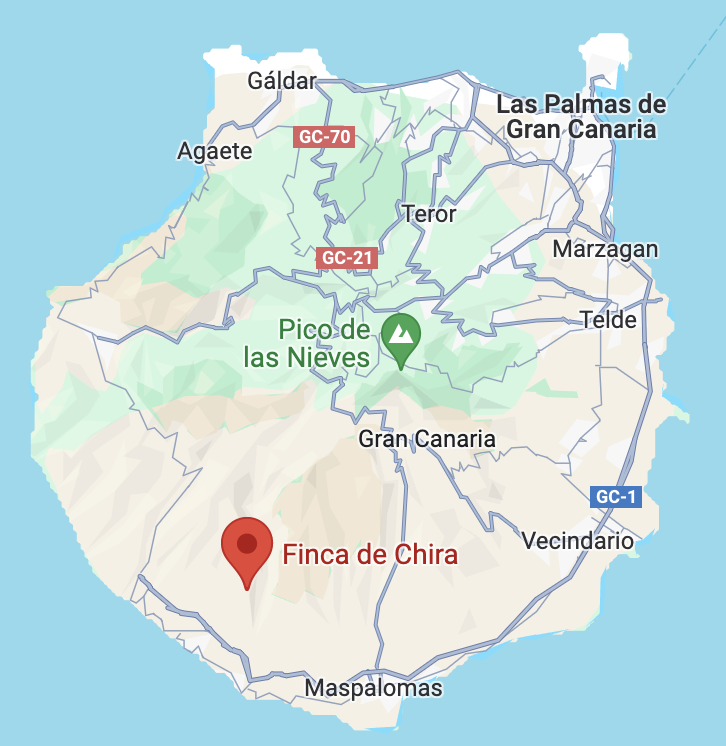 Gáldar
Las Palmas de
Gran Canaria
GC-70
Agaete
Teror
Marzagan
GC-21
Telde
Pico de
las Nieves
Gran Canaria
GC-1
Vecindario
Finca de Chira
Maspalomas